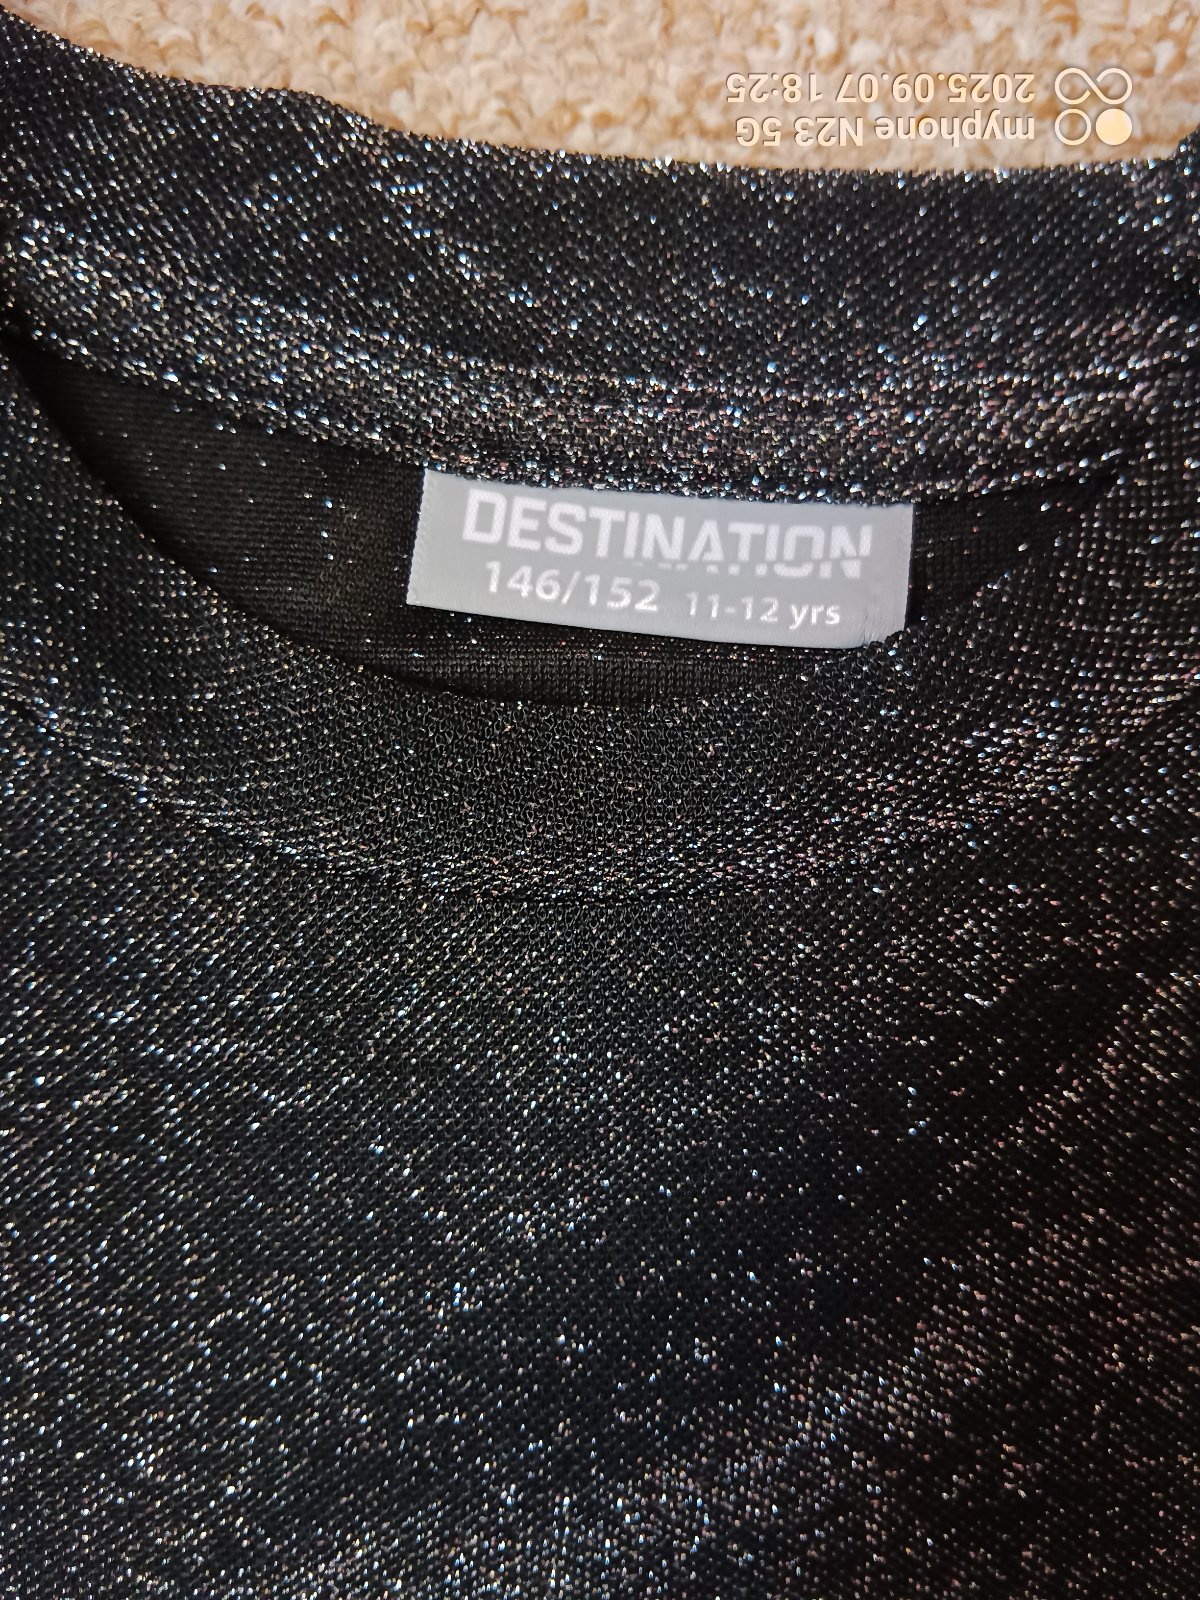 myphone N23 5G
2025.09.07 18:25
DESTINATION
146/152 11-12 yrs